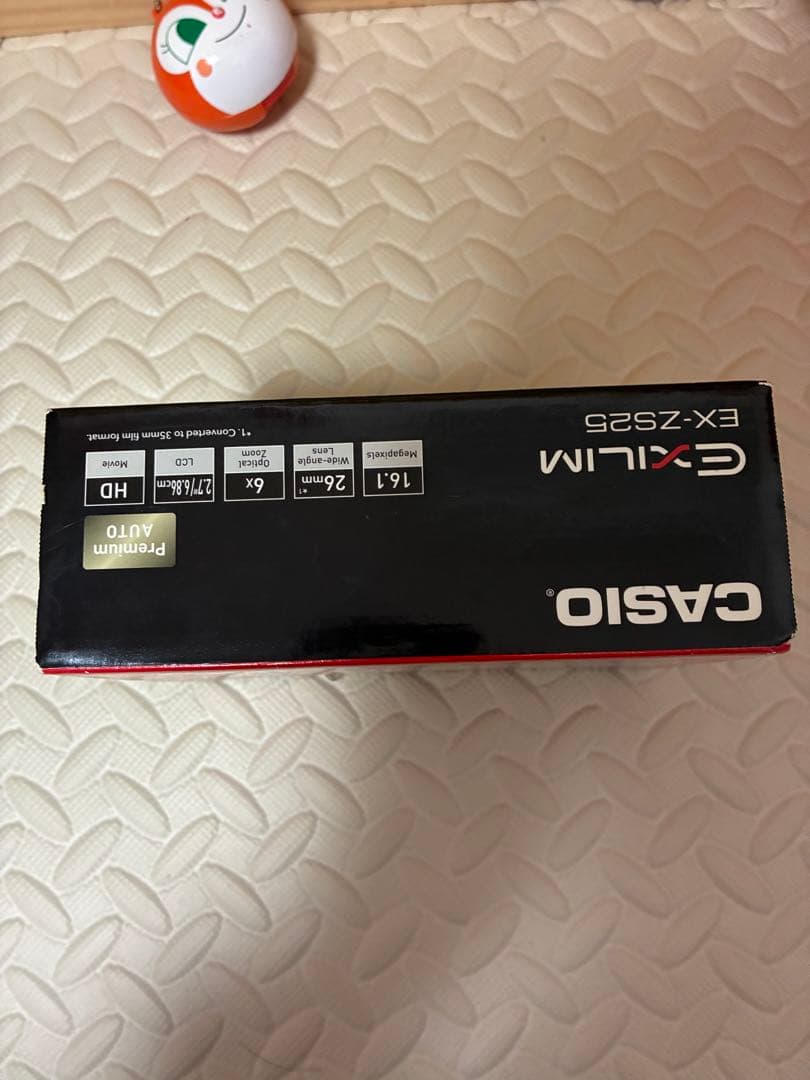 CASIO®
EXILIM
EX-ZS25
Premium
AUTO
16.1
Megapixels
26mm*1
Wide-angle
Lens
6x
Optical
Zoom
2.7"/6.86cm
LCD
HD
Movie
*1. Converted to 35mm film format.